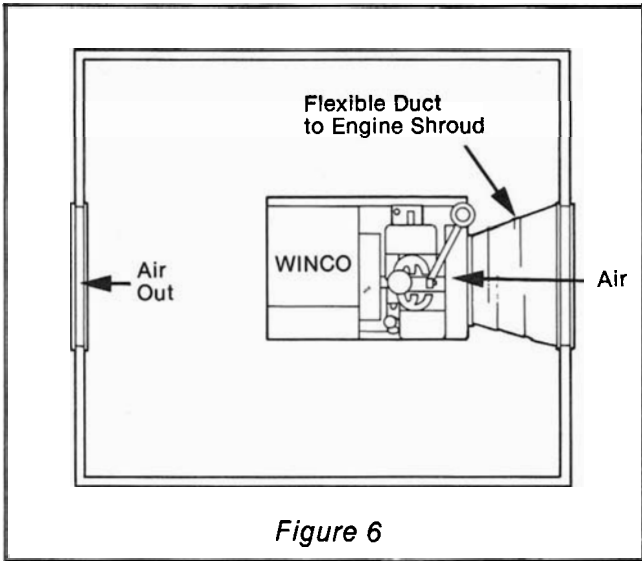 Flexible Duct
to Engine Shroud
WINCO
Air
Out
Air
Figure 6